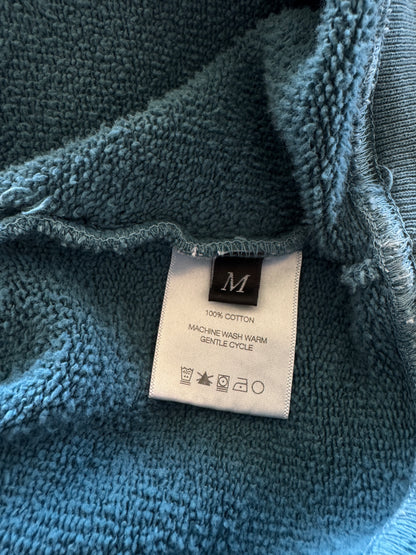 M
100% COTTON
MACHINE WASH WARM
GENTLE CYCLE